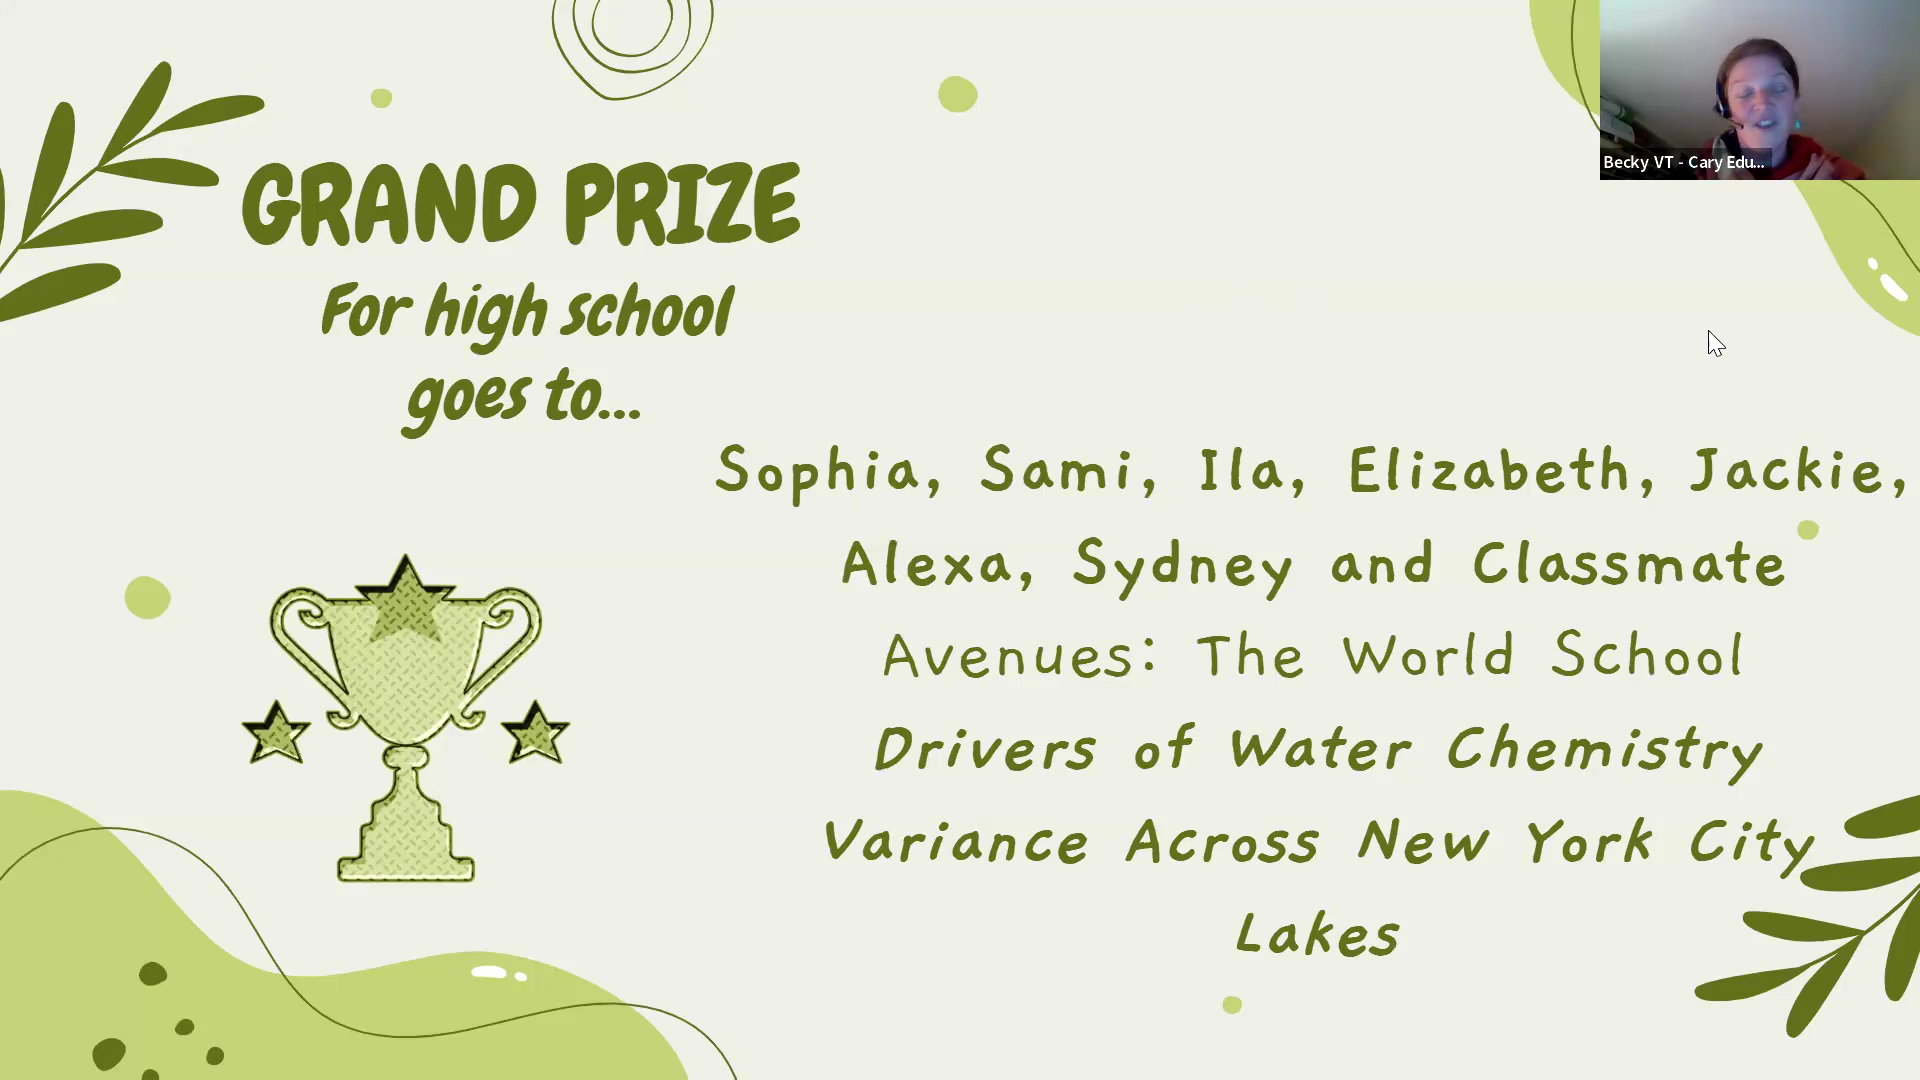 GRAND PRIZE
For high school
goes to...
Becky VT - Cary Edu...
Sophia, Sami, Ila, Elizabeth, Jackie,
Alexa, Sydney and Classmate
Avenues: The World School
Drivers of Water Chemistry
Variance Across New York City
Lakes